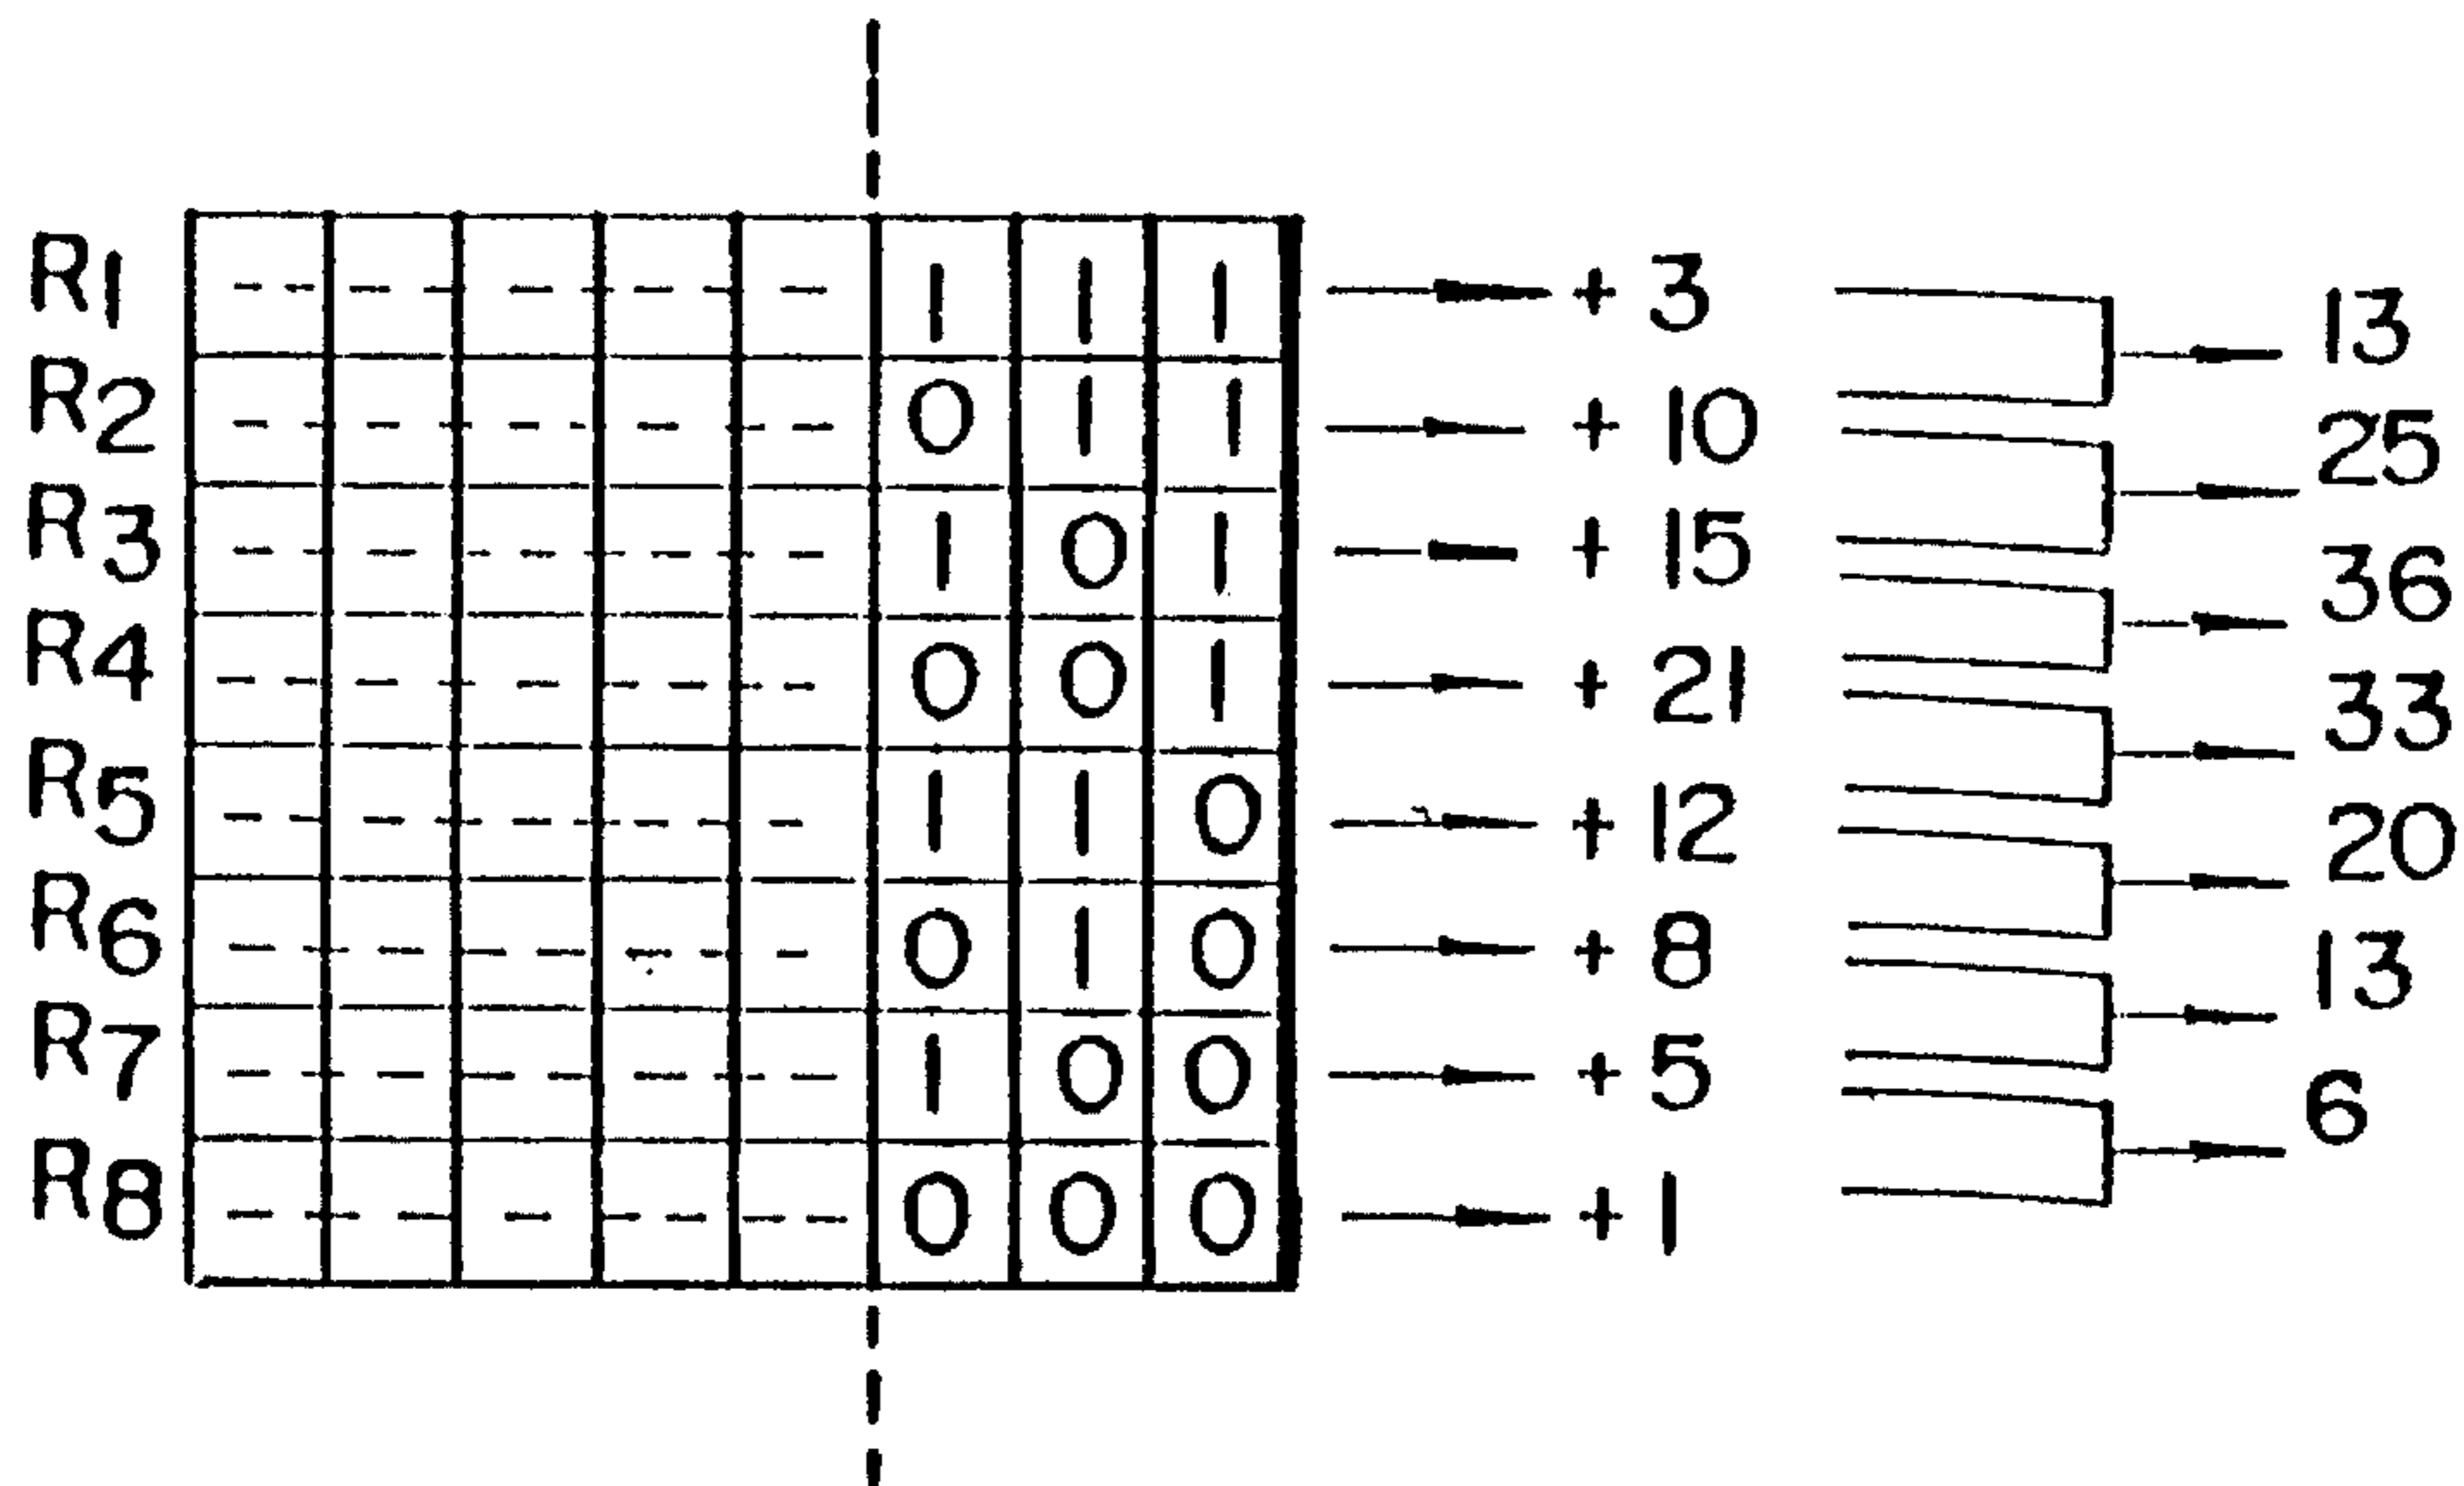 R1 1 1 1 + 3
13
R2 0 1 1 + 10
25
R3 1 0 1 + 15
36
R4 0 0 1 + 21
33
R5 1 1 0 + 12
20
R6 0 1 0 + 8
13
R7 1 0 0 + 5
6
R8 0 0 0 + 1